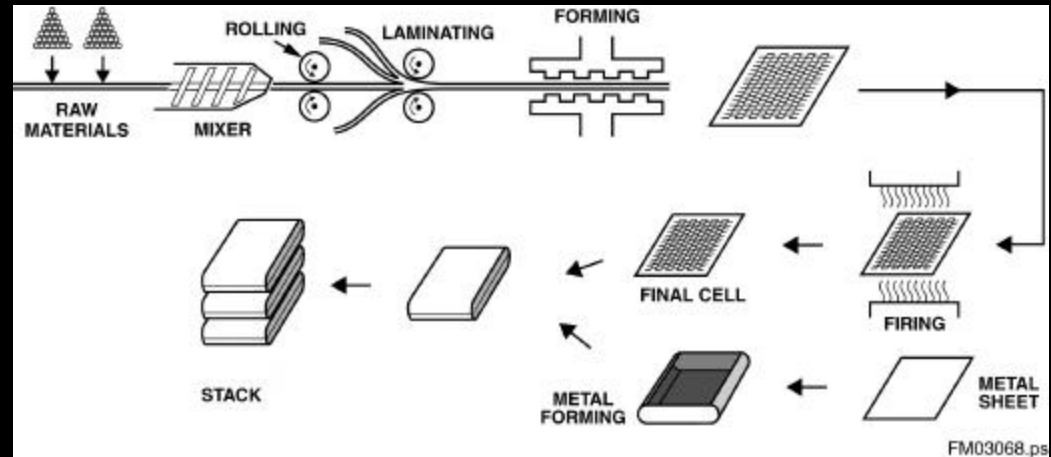 FORMING
ROLLING
LAMINATING
RAW
MATERIALS
MIXER
FINAL CELL
FIRING
STACK
METAL
FORMING
METAL
SHEET
FM03068.ps